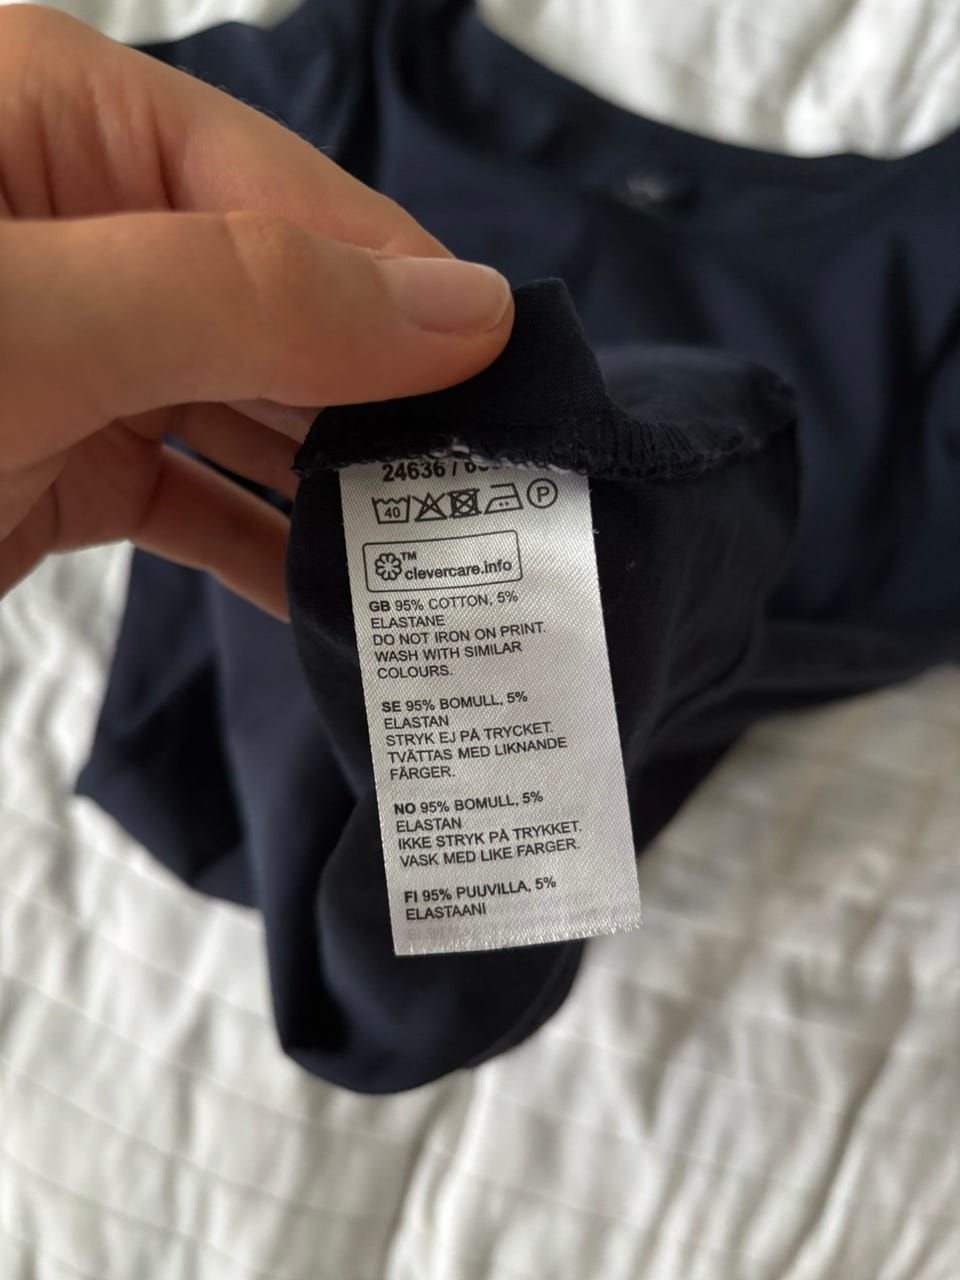 24636 /
40
P
clevercare.info™
GB 95% COTTON, 5%
ELASTANE
DO NOT IRON ON PRINT.
WASH WITH SIMILAR
COLOURS.
SE 95% BOMULL, 5%
ELASTAN
STRYK EJ PÅ TRYCKET.
TVÄTTAS MED LIKNANDE
FÄRGER.
NO 95% BOMULL, 5%
ELASTAN
IKKE STRYK PÅ TRYKKET.
VASK MED LIKE FARGER.
FI 95% PUUVILLA, 5%
ELASTAANI